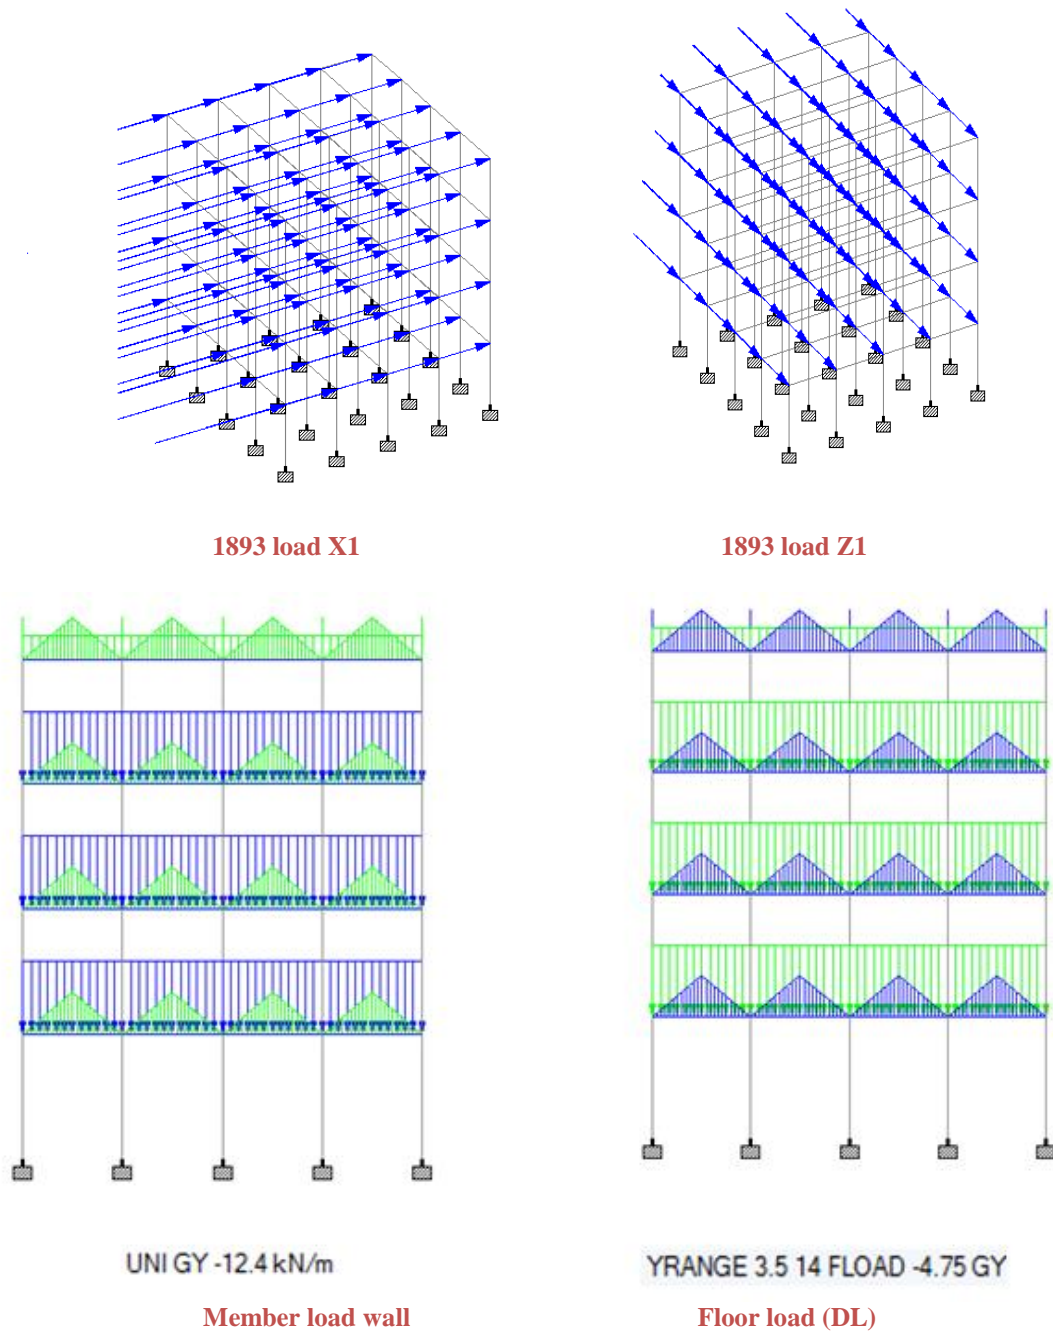 1893 load X1
1893 load Z1
UNI GY -12.4 kN/m
YRANGE 3.5 14 FLOAD -4.75 GY
Member load wall
Floor load (DL)